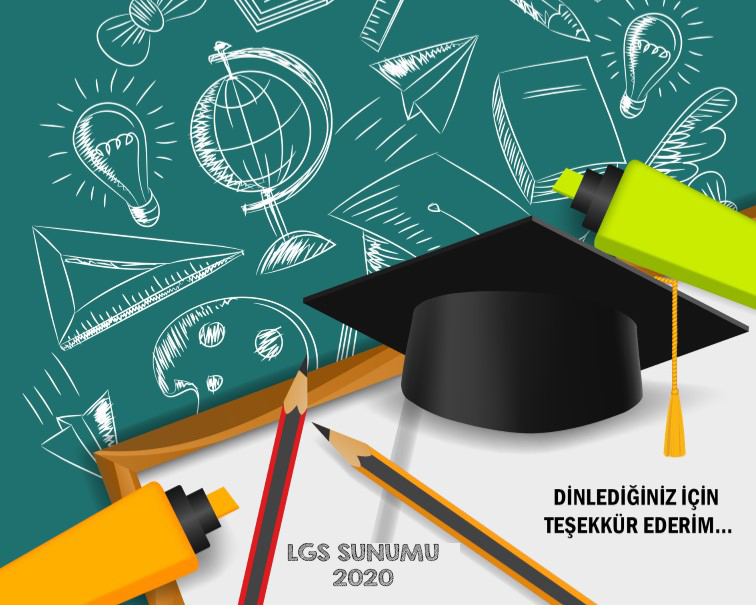 DİNLEDİĞİNİZ İÇİN
TEŞEKKÜR EDERİM...
LGS SUNUMU
2020